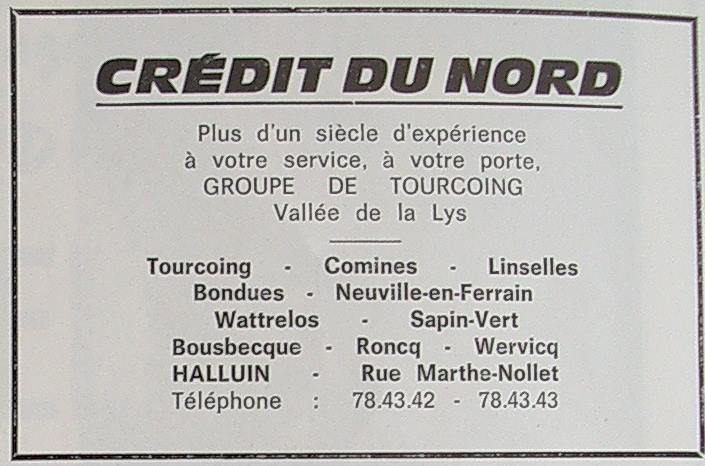 CRÉDIT DU NORD
Plus d'un siècle d'expérience
à votre service, à votre porte,
GROUPE DE TOURCOING
Vallée de la Lys
Tourcoing - Comines - Linselles
Bondues - Neuville-en-Ferrain
Wattrelos - Sapin-Vert
Bousbecque - Roncq - Wervicq
HALLUIN - Rue Marthe-Nollet
Téléphone : 78.43.42 - 78.43.43